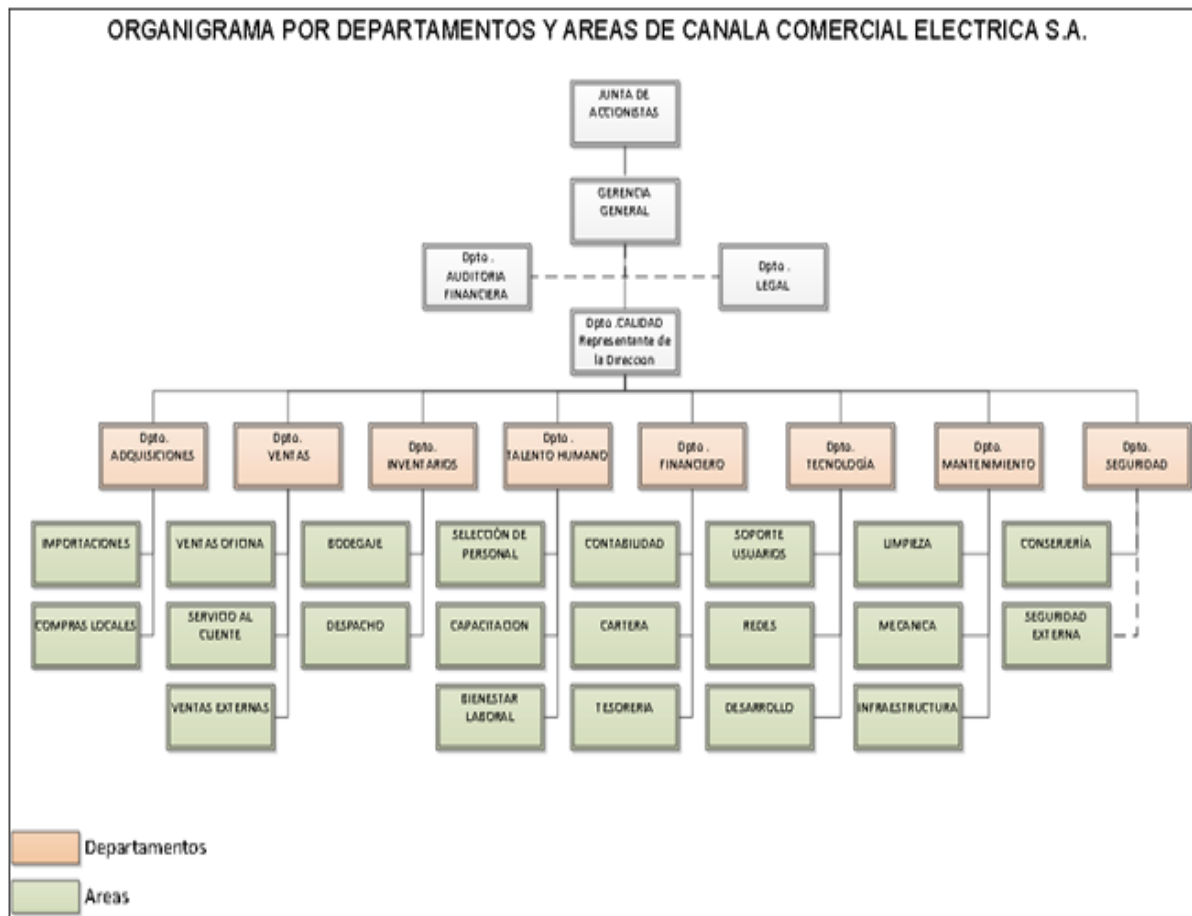 ORGANIGRAMA POR DEPARTAMENTOS Y AREAS DE CANALA COMERCIAL ELECTRICA S.A.
JUNTA DE
ACCIONISTAS
GERENCIA
GENERAL
Dpto .
AUDITORIA
FINANCIERA
Dpto .
LEGAL
Dpto .CALIDAD
Representante de
la Direccion
Dpto.
ADQUISICIONES
Dpto.
VENTAS
Dpto.
INVENTARIOS
Dpto .
TALENTO HUMANO
Dpto .
FINANCIERO
Dpto.
TECNOLOGÍA
Dpto.
MANTENIMIENTO
Dpto.
SEGURIDAD
IMPORTACIONES
VENTAS OFICINA
BODEGAJE
SELECCIÓN DE
PERSONAL
CONTABILIDAD
SOPORTE
USUARIOS
LIMPIEZA
CONSERJERÍA
COMPRAS LOCALES
SERVICIO AL
CLIENTE
DESPACHO
CAPACITACION
CARTERA
REDES
MECANICA
SEGURIDAD
EXTERNA
VENTAS EXTERNAS
BIENESTAR
LABORAL
TESORERIA
DESARROLLO
INFRAESTRUCTURA
Departamentos
Areas